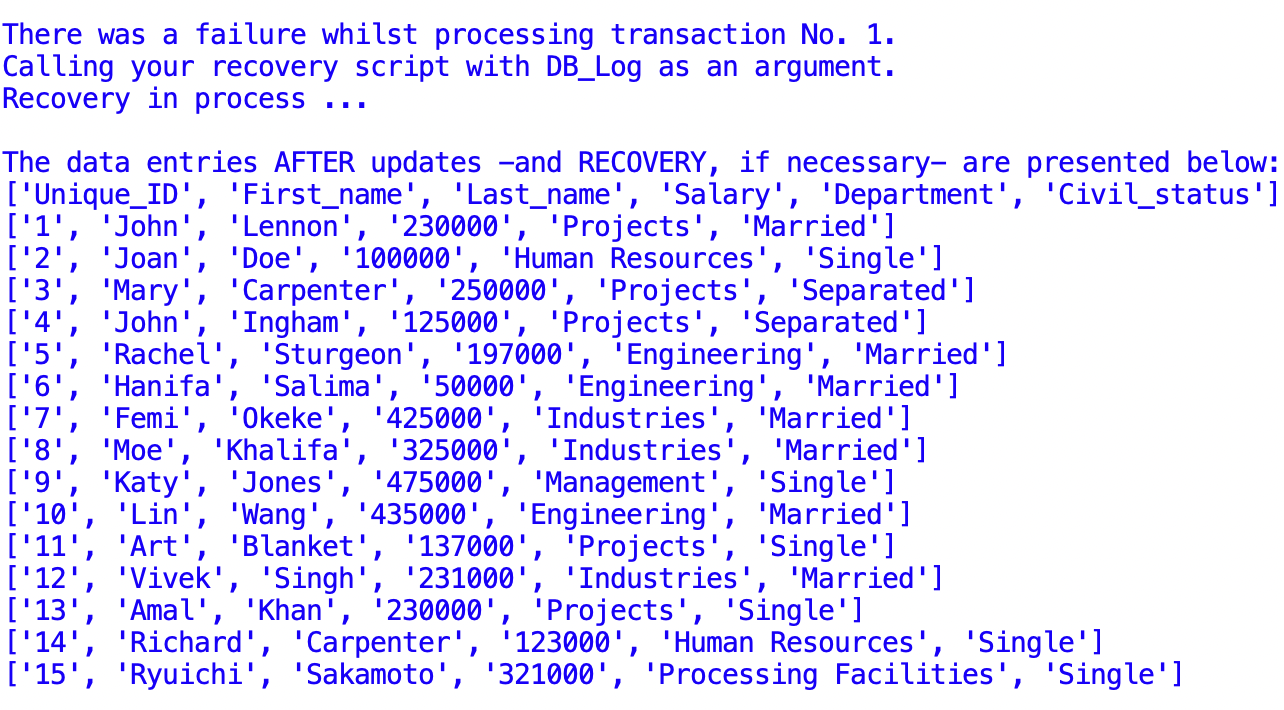 There was a failure whilst processing transaction No. 1.
Calling your recovery script with DB_Log as an argument.
Recovery in process ...
The data entries AFTER updates –and RECOVERY, if necessary– are presented below:
['Unique_ID', 'First_name', 'Last_name', 'Salary', 'Department', 'Civil_status']
['1', 'John', 'Lennon', '230000', 'Projects', 'Married']
['2', 'Joan', 'Doe', '100000', 'Human Resources', 'Single']
['3', 'Mary', 'Carpenter', '250000', 'Projects', 'Separated']
['4', 'John', 'Ingham', '125000', 'Projects', 'Separated']
['5', 'Rachel', 'Sturgeon', '197000', 'Engineering', 'Married']
['6', 'Hanifa', 'Salima', '50000', 'Engineering', 'Married']
['7', 'Femi', 'Okeke', '425000', 'Industries', 'Married']
['8', 'Moe', 'Khalifa', '325000', 'Industries', 'Married']
['9', 'Katy', 'Jones', '475000', 'Management', 'Single']
['10', 'Lin', 'Wang', '435000', 'Engineering', 'Married']
['11', 'Art', 'Blanket', '137000', 'Projects', 'Single']
['12', 'Vivek', 'Singh', '231000', 'Industries', 'Married']
['13', 'Amal', 'Khan', '230000', 'Projects', 'Single']
['14', 'Richard', 'Carpenter', '123000', 'Human Resources', 'Single']
['15', 'Ryuichi', 'Sakamoto', '321000', 'Processing Facilities', 'Single']